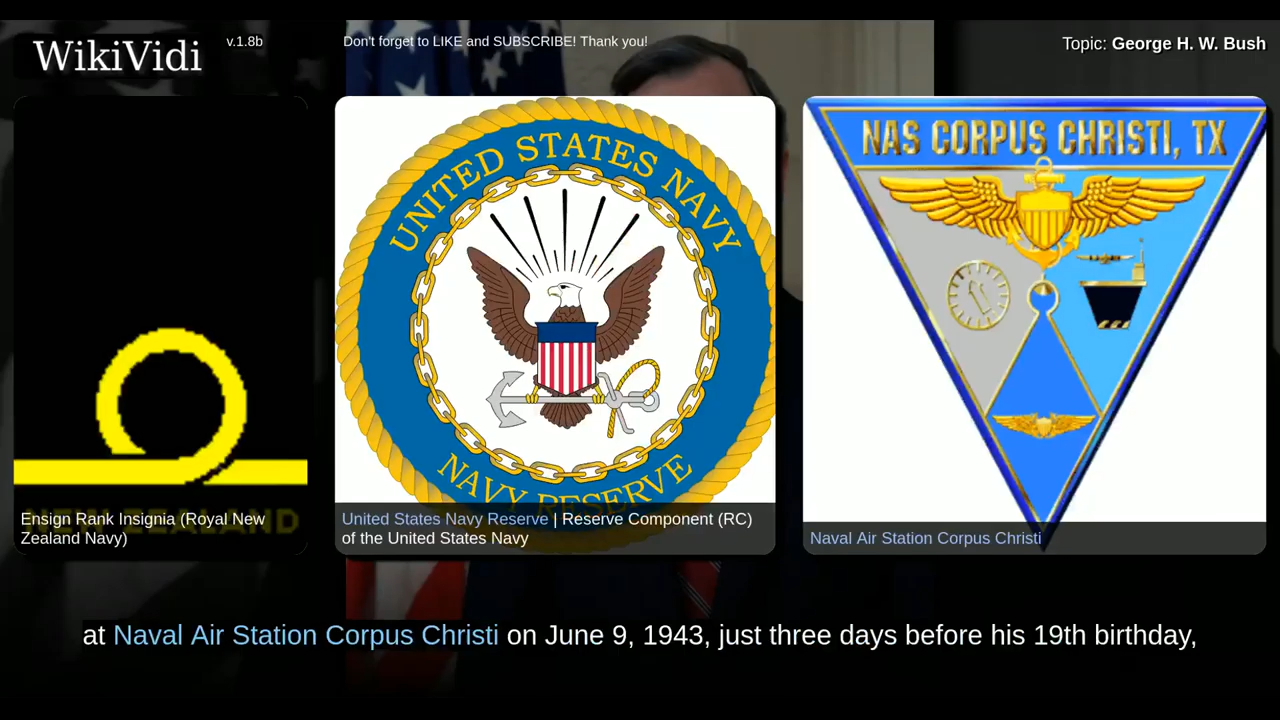 WikiVidi
v.1.8b
Don't forget to LIKE and SUBSCRIBE! Thank you!
Topic: George H. W. Bush
NEW ZEALAND
Ensign Rank Insignia (Royal New
Zealand Navy)
UNITED STATES NAVY
NAVY RESERVE
United States Navy Reserve | Reserve Component (RC)
of the United States Navy
NAS CORPUS CHRISTI, TX
Naval Air Station Corpus Christi
at Naval Air Station Corpus Christi on June 9, 1943, just three days before his 19th birthday,